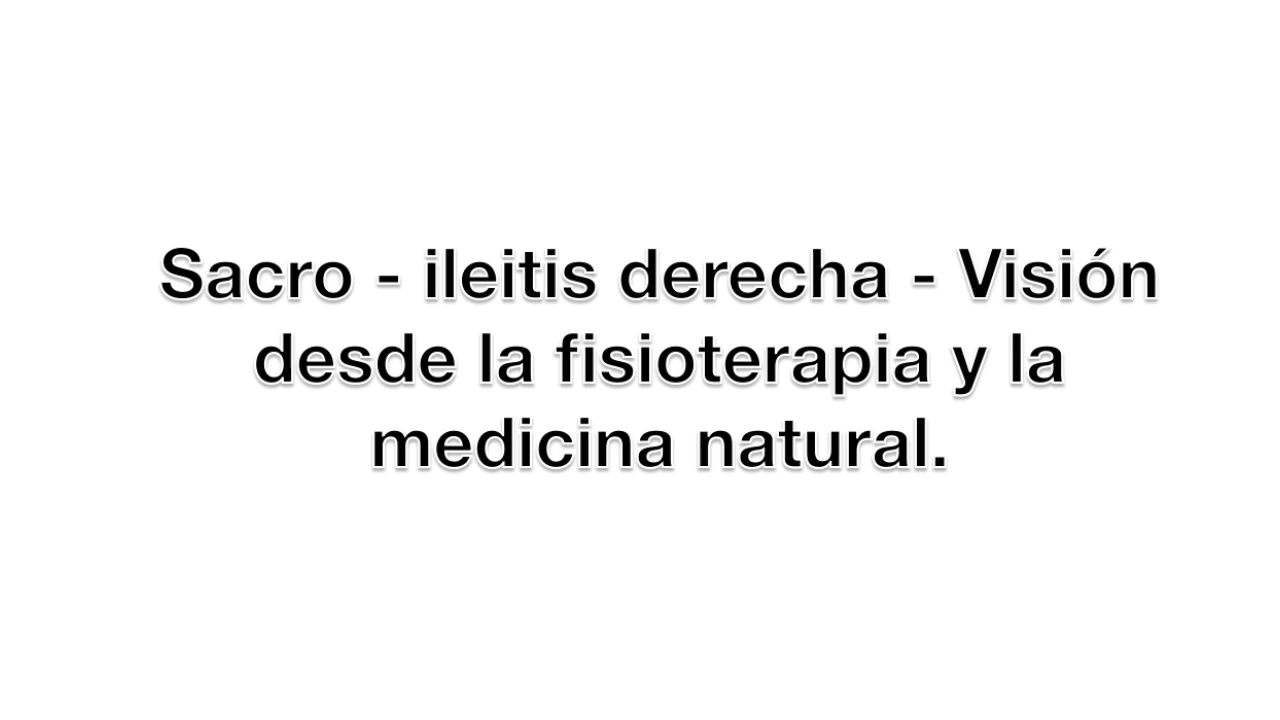 Sacro - ileitis derecha - Visión
desde la fisioterapia y la
medicina natural.